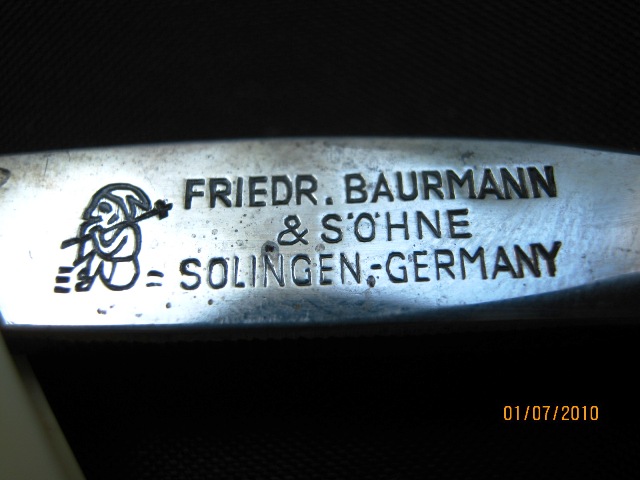 FRIEDR. BAURMANN
& SÖHNE
SOLINGEN,-GERMANY
01/07/2010